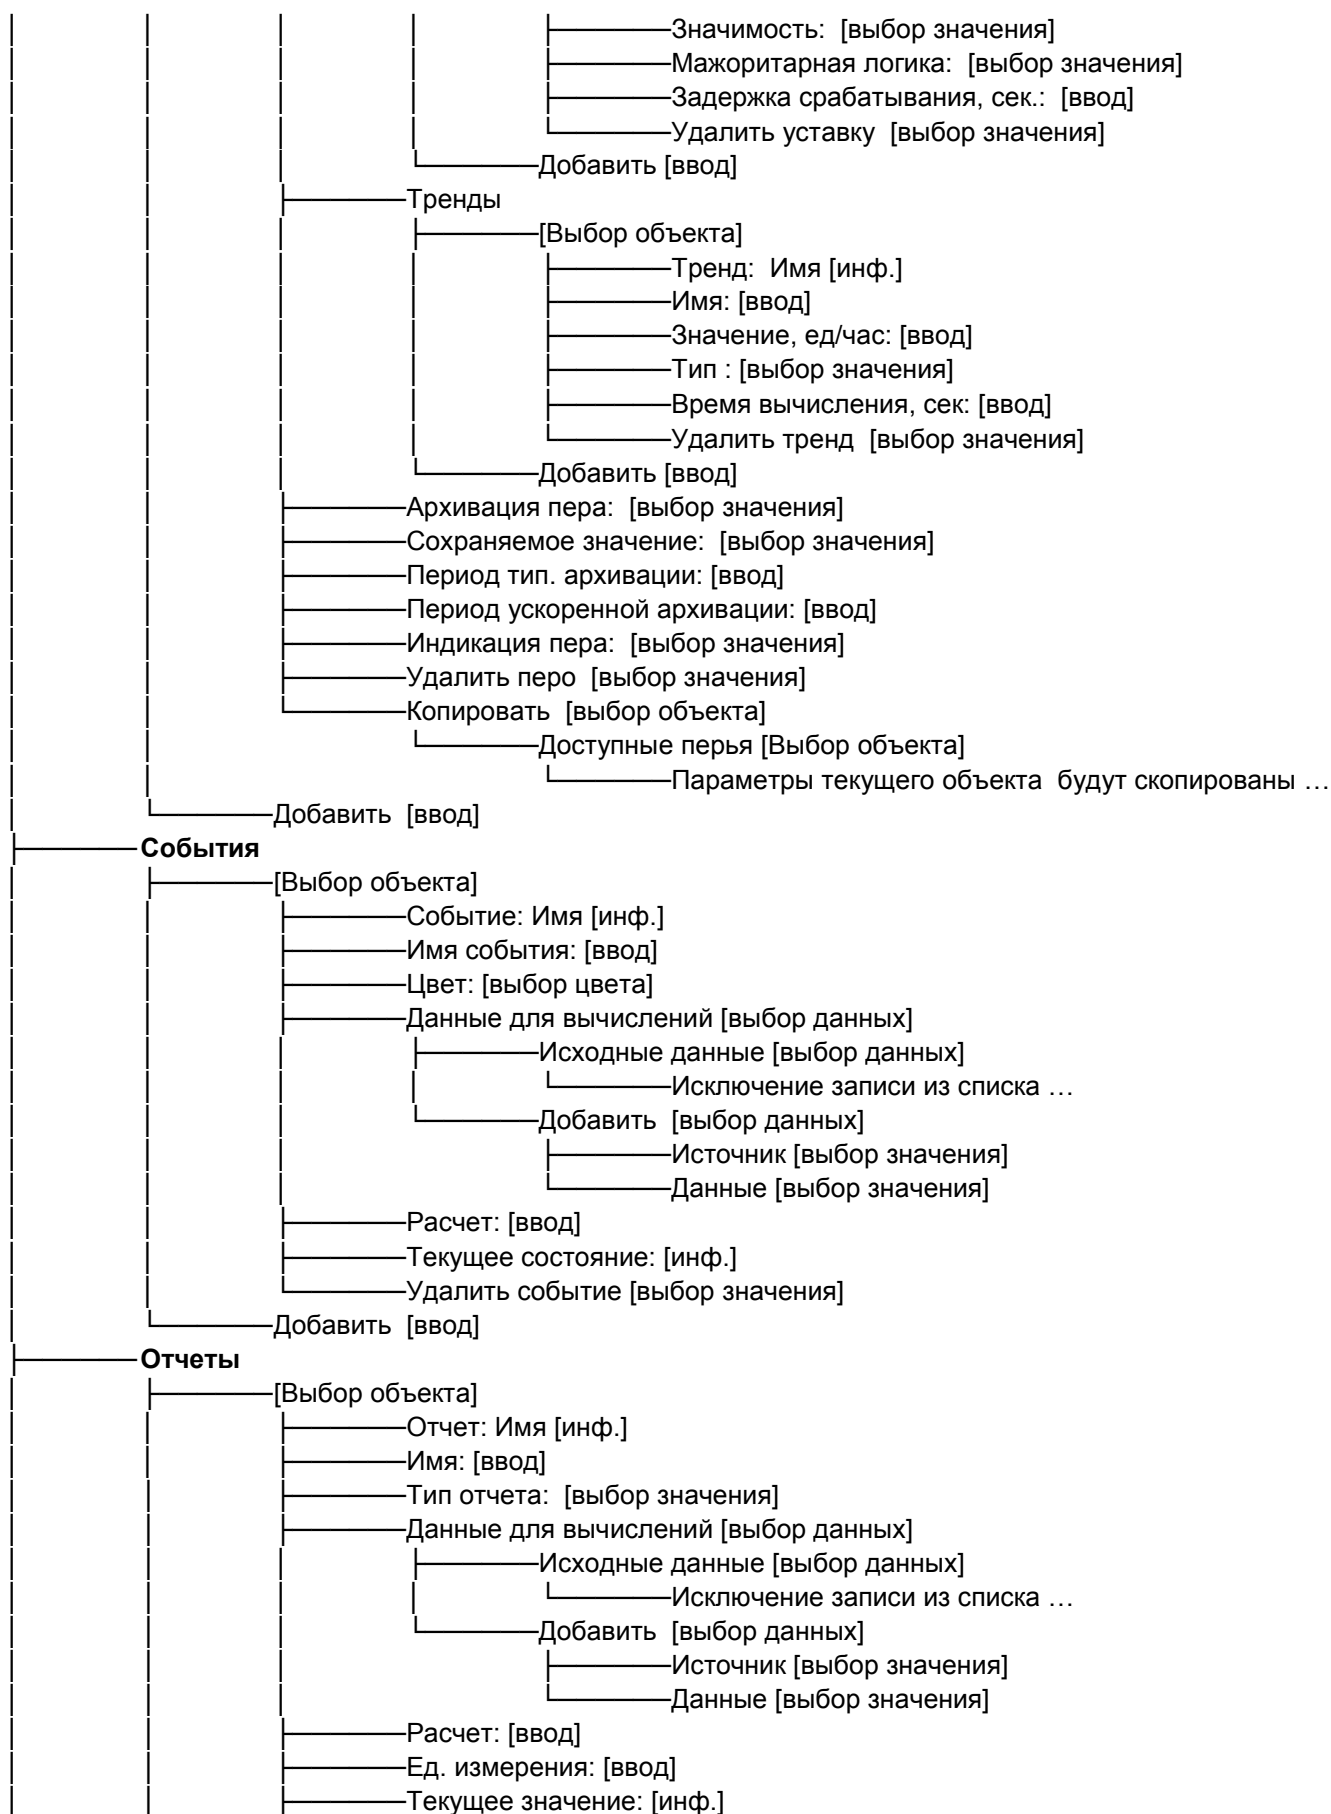 Значимость: [выбор значения]
Мажоритарная логика: [выбор значения]
Задержка срабатывания, сек.: [ввод]
Удалить уставку [выбор значения]
Добавить [ввод]
Тренды
[Выбор объекта]
Тренд: Имя [инф.]
Имя: [ввод]
Значение, ед/час: [ввод]
Тип : [выбор значения]
Время вычисления, сек: [ввод]
Удалить тренд [выбор значения]
Добавить [ввод]
Архивация пера: [выбор значения]
Сохраняемое значение: [выбор значения]
Период тип. архивации: [ввод]
Период ускоренной архивации: [ввод]
Индикация пера: [выбор значения]
Удалить перо [выбор значения]
Копировать [выбор объекта]
Доступные перья [Выбор объекта]
Параметры текущего объекта будут скопированы …
Добавить [ввод]
События
[Выбор объекта]
Событие: Имя [инф.]
Имя события: [ввод]
Цвет: [выбор цвета]
Данные для вычислений [выбор данных]
Исходные данные [выбор данных]
Исключение записи из списка …
Добавить [выбор данных]
Источник [выбор значения]
Данные [выбор значения]
Расчет: [ввод]
Текущее состояние: [инф.]
Удалить событие [выбор значения]
Добавить [ввод]
Отчеты
[Выбор объекта]
Отчет: Имя [инф.]
Имя: [ввод]
Тип отчета: [выбор значения]
Данные для вычислений [выбор данных]
Исходные данные [выбор данных]
Исключение записи из списка …
Добавить [выбор данных]
Источник [выбор значения]
Данные [выбор значения]
Расчет: [ввод]
Ед. измерения: [ввод]
Текущее значение: [инф.]